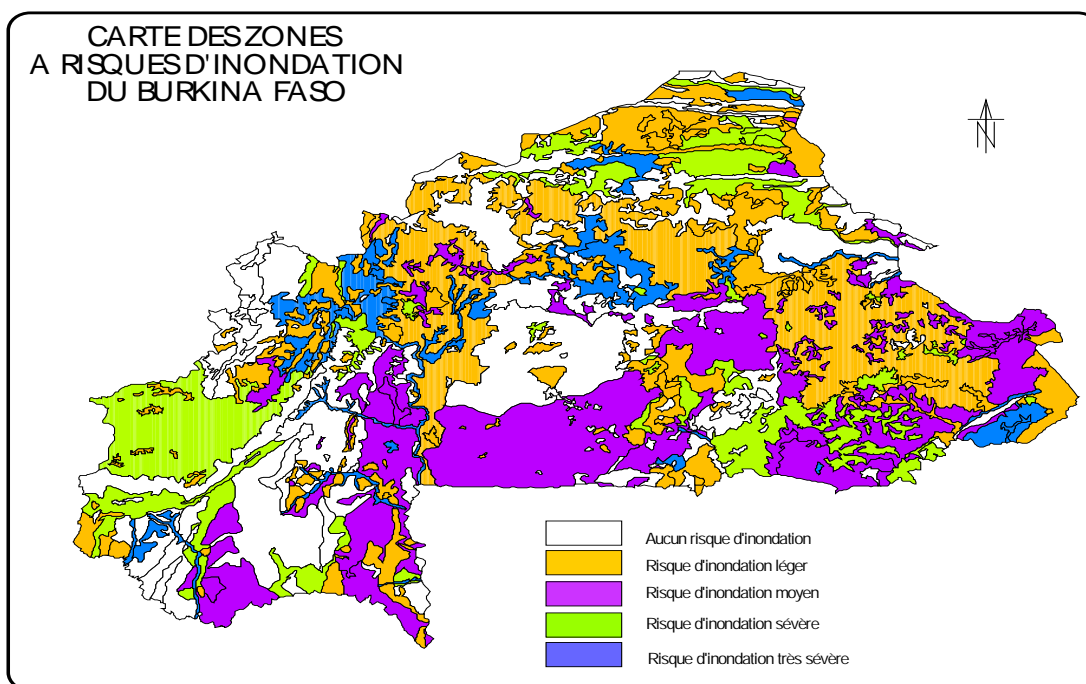 CARTE DES ZONES
A RISQUES D'INONDATION
DU BURKINA FASO
N
Aucun risque d'inondation
Risque d'inondation léger
Risque d'inondation moyen
Risque d'inondation sévère
Risque d'inondation très sévère